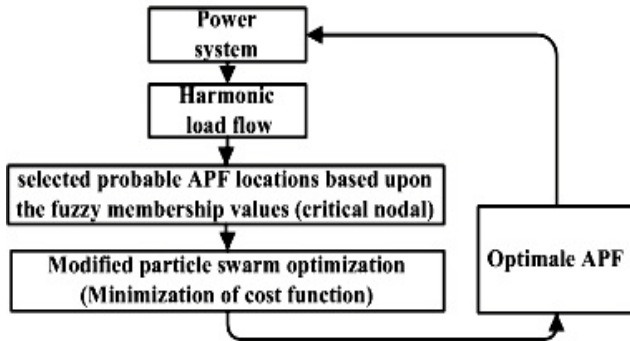 Power
system
Harmonic
load flow
selected probable APF locations based upon
the fuzzy membership values (critical nodal)
Modified particle swarm optimization
(Minimization of cost function)
Optimale APF